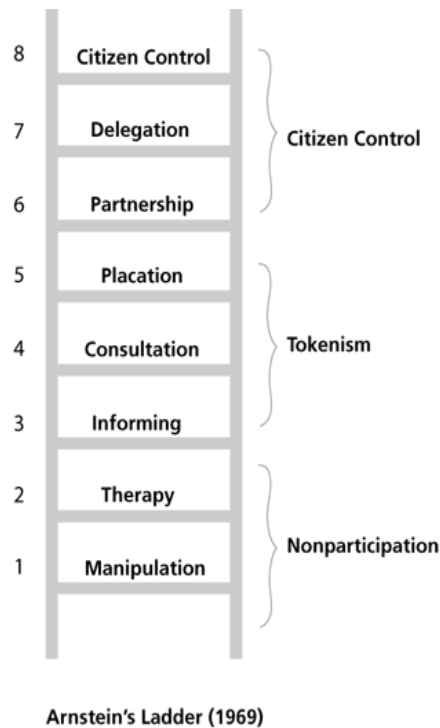 8 Citizen Control
7 Delegation
Citizen Control
6 Partnership
5 Placation
4 Consultation
Tokenism
3 Informing
2 Therapy
Nonparticipation
1 Manipulation
Arnstein's Ladder (1969)